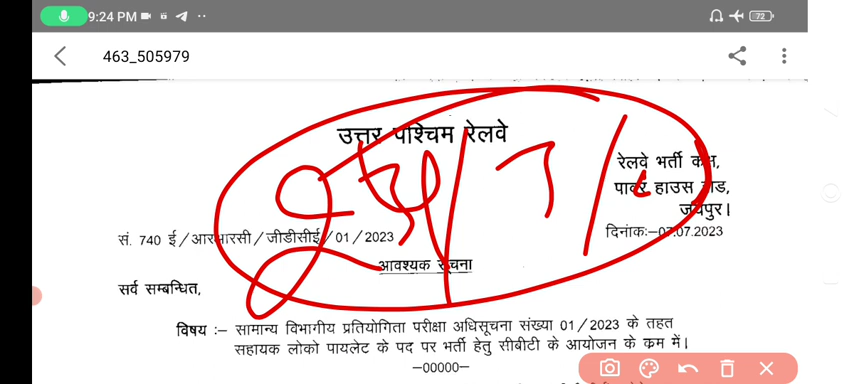 9:24 PM
72
463_505979
उत्तर पश्चिम रेलवे
रेलवे भर्ती कक्ष,
पावर हाउस रोड,
जयपुर।
सं. 740 ई/आरआरसी/जीडीसीई/01/2023
दिनांक:-07.07.2023
आवश्यक सूचना
सर्व सम्बन्धित,
विषय :- सामान्य विभागीय प्रतियोगिता परीक्षा अधिसूचना संख्या 01/2023 के तहत
सहायक लोको पायलेट के पद पर भर्ती हेतु सीबीटी के आयोजन के क्रम में।
-00000-